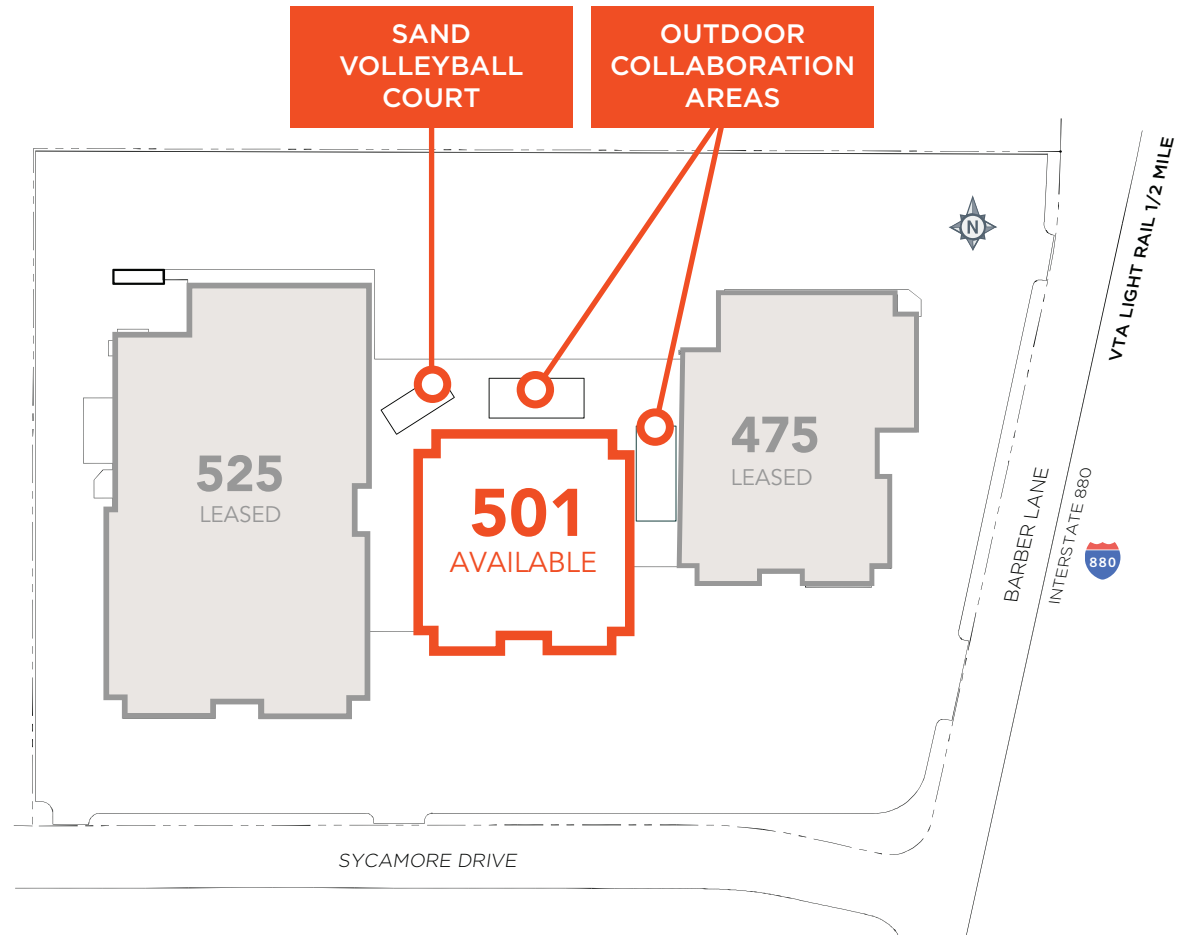 SAND
VOLLEYBALL
COURT
OUTDOOR
COLLABORATION
AREAS
VTA LIGHT RAIL 1/2 MILE
N
475
LEASED
525
LEASED
501
AVAILABLE
BARBER LANE
INTERSTATE 880
880
SYCAMORE DRIVE